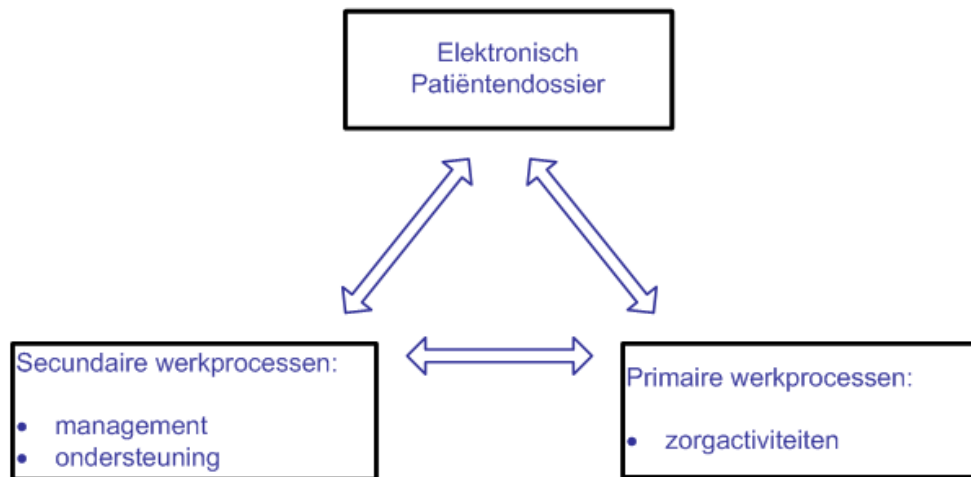 Elektronisch
Patiëntendossier
Secundaire werkprocessen:
• management
• ondersteuning
Primaire werkprocessen:
• zorgactiviteiten